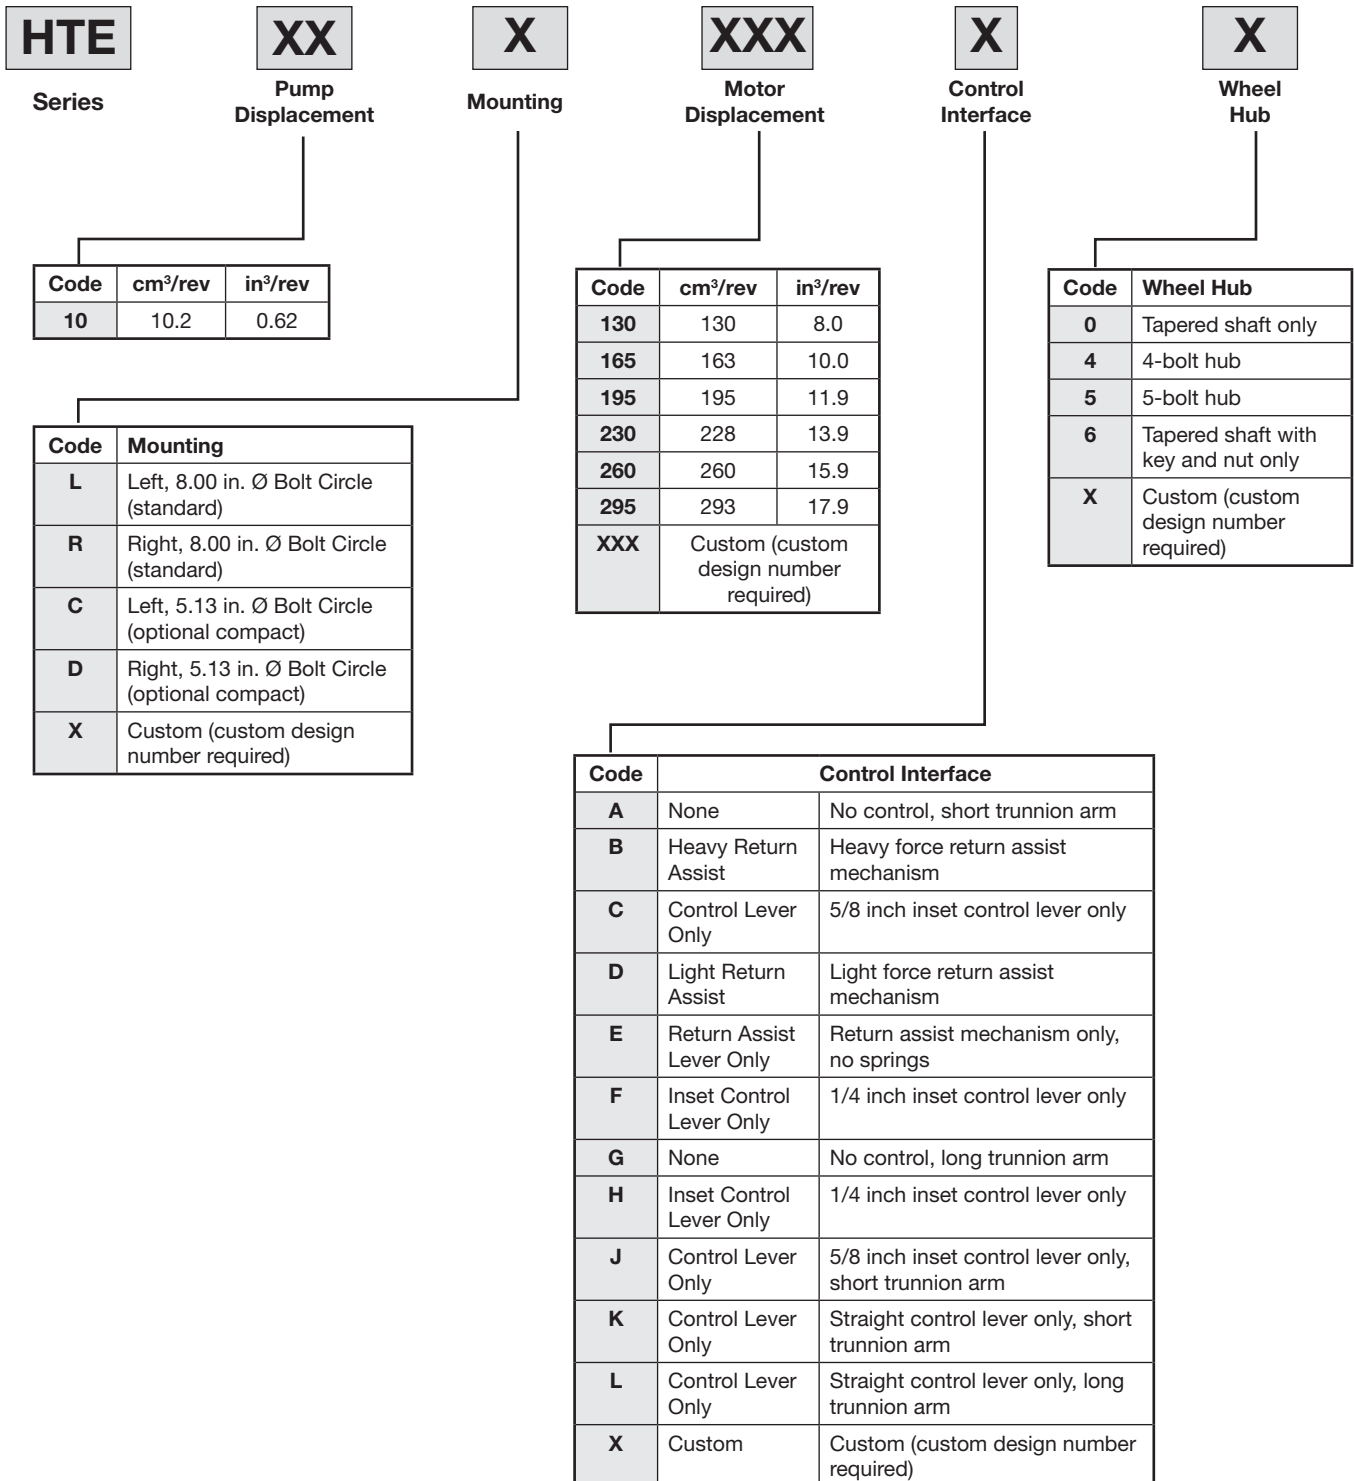 HTE XX X XXX X X
Series
Pump
Displacement
Mounting
Motor
Displacement
Control
Interface
Wheel
Hub
Code cm³/rev in³/rev
10 10.2 0.62
Code Mounting
L Left, 8.00 in. Ø Bolt Circle
(standard)
R Right, 8.00 in. Ø Bolt Circle
(standard)
C Left, 5.13 in. Ø Bolt Circle
(optional compact)
D Right, 5.13 in. Ø Bolt Circle
(optional compact)
X Custom (custom design
number required)
Code cm³/rev in³/rev
130 130 8.0
165 163 10.0
195 195 11.9
230 228 13.9
260 260 15.9
295 293 17.9
XXX Custom (custom
design number
required)
Code Wheel Hub
0 Tapered shaft only
4 4-bolt hub
5 5-bolt hub
6 Tapered shaft with
key and nut only
X Custom (custom
design number
required)
Code Control Interface
A None No control, short trunnion arm
B Heavy Return Heavy force return assist
Assist mechanism
C Control Lever 5/8 inch inset control lever only
Only
D Light Return Light force return assist
Assist mechanism
E Return Assist Return assist mechanism only,
Lever Only no springs
F Inset Control 1/4 inch inset control lever only
Lever Only
G None No control, long trunnion arm
H Inset Control 1/4 inch inset control lever only
Lever Only
J Control Lever 5/8 inch inset control lever only,
Only short trunnion arm
K Control Lever Straight control lever only, short
Only trunnion arm
L Control Lever Straight control lever only, long
Only trunnion arm
X Custom Custom (custom design number
required)